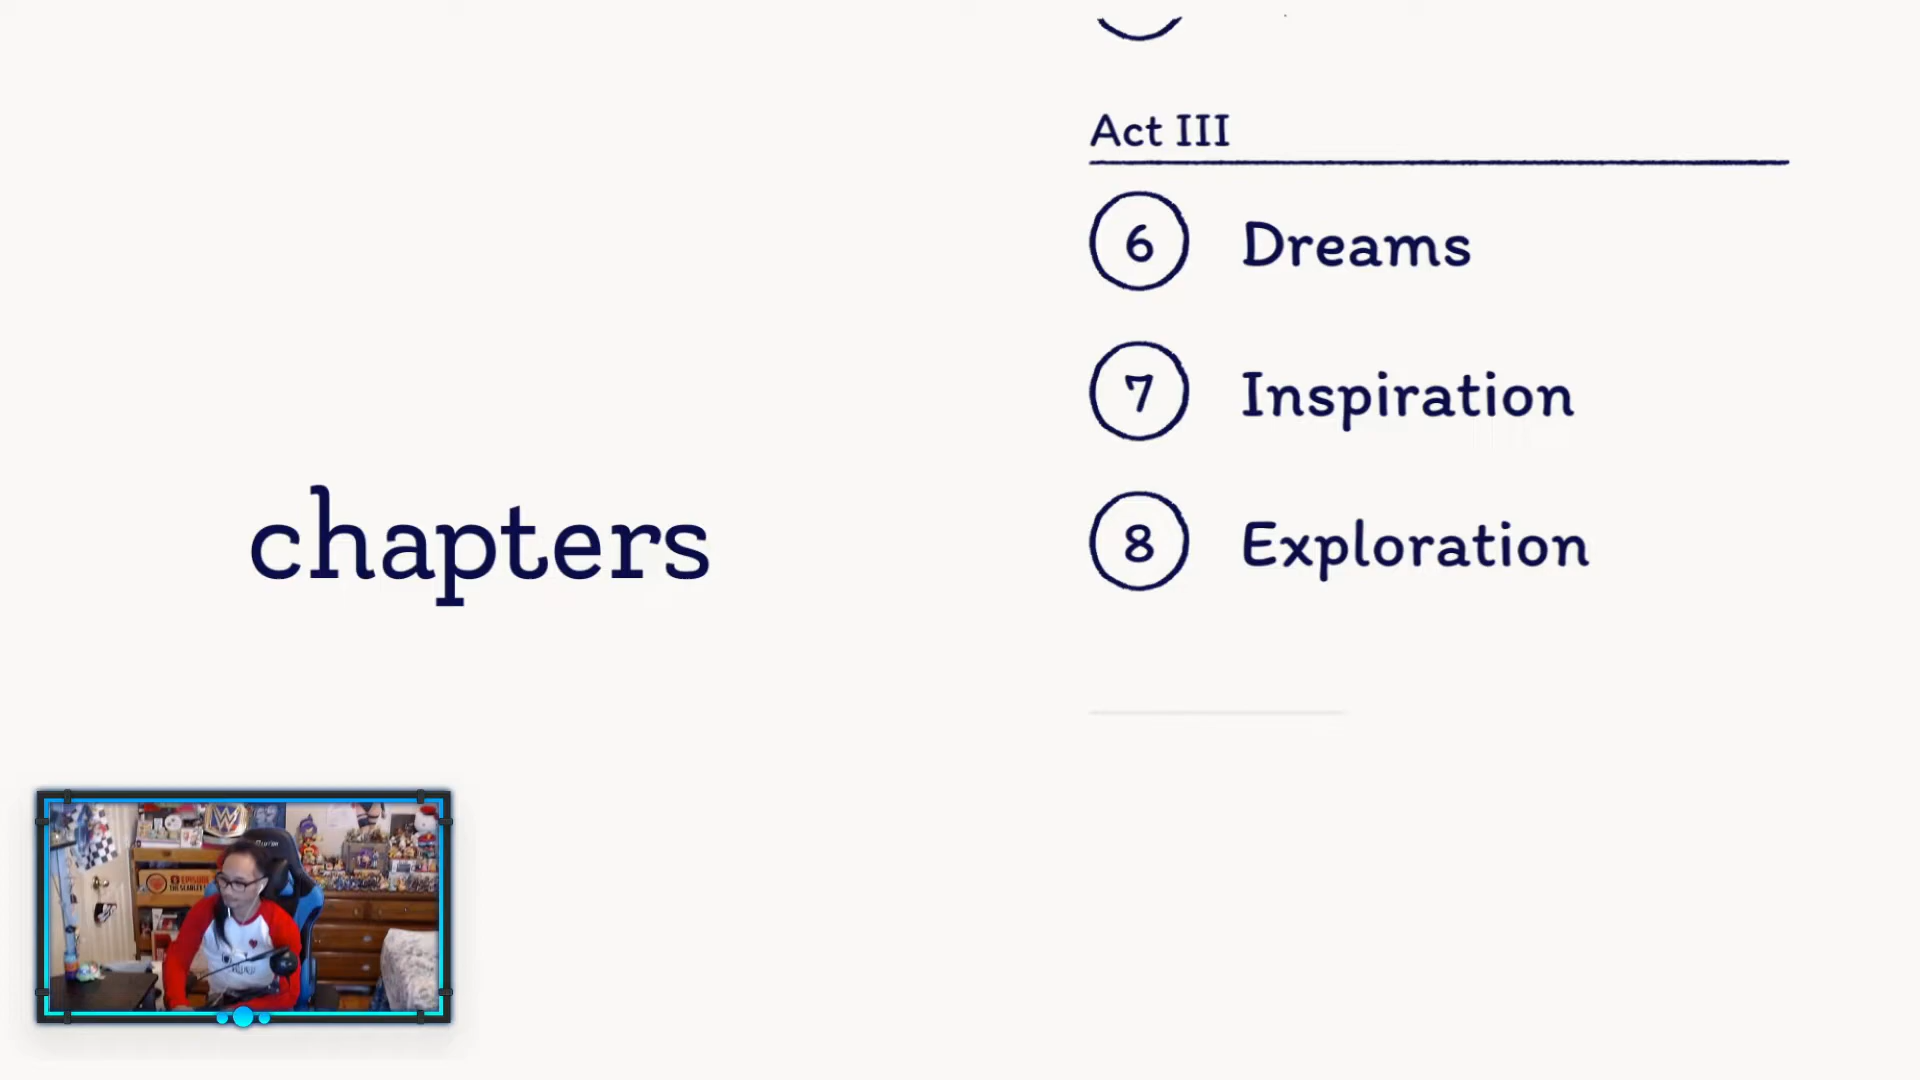 chapters
Act III
6 Dreams
7 Inspiration
8 Exploration